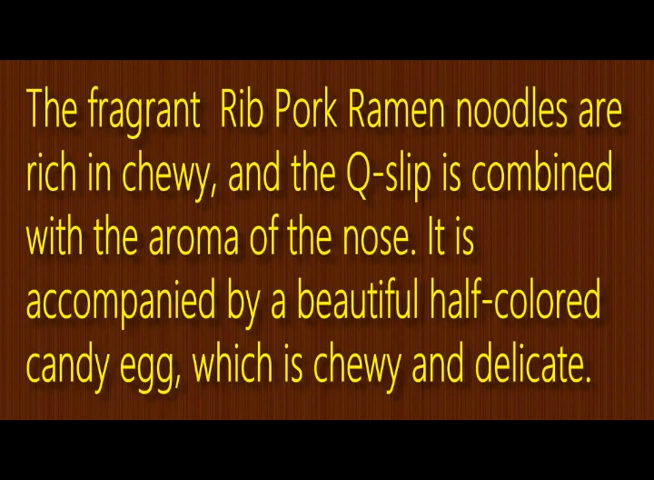 The fragrant  Rib Pork Ramen noodles are
rich in chewy, and the Q-slip is combined
with the aroma of the nose. It is
accompanied by a beautiful half-colored
candy egg, which is chewy and delicate.